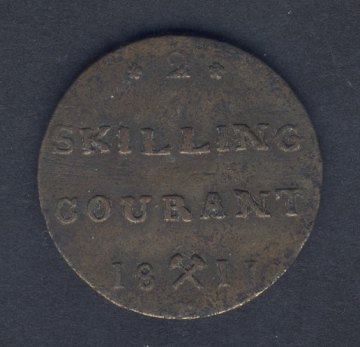 * 2 *
SKILLING
COURANT
18 ⚒ 11